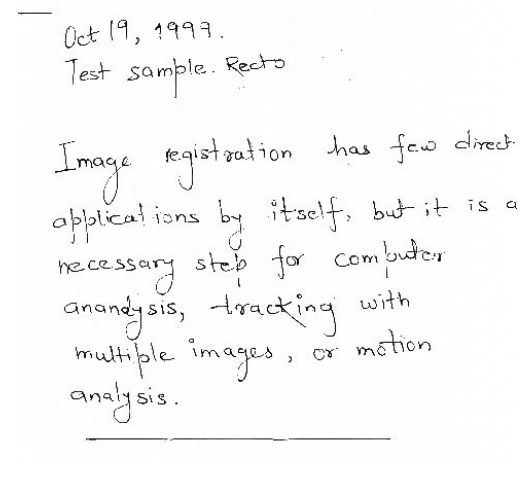 Oct 19, 1999.
Test sample. Recto
Image registration has few direct
applications by itself, but it is a
necessary step for computer
anandysis, tracking with
multiple images, or motion
analysis.